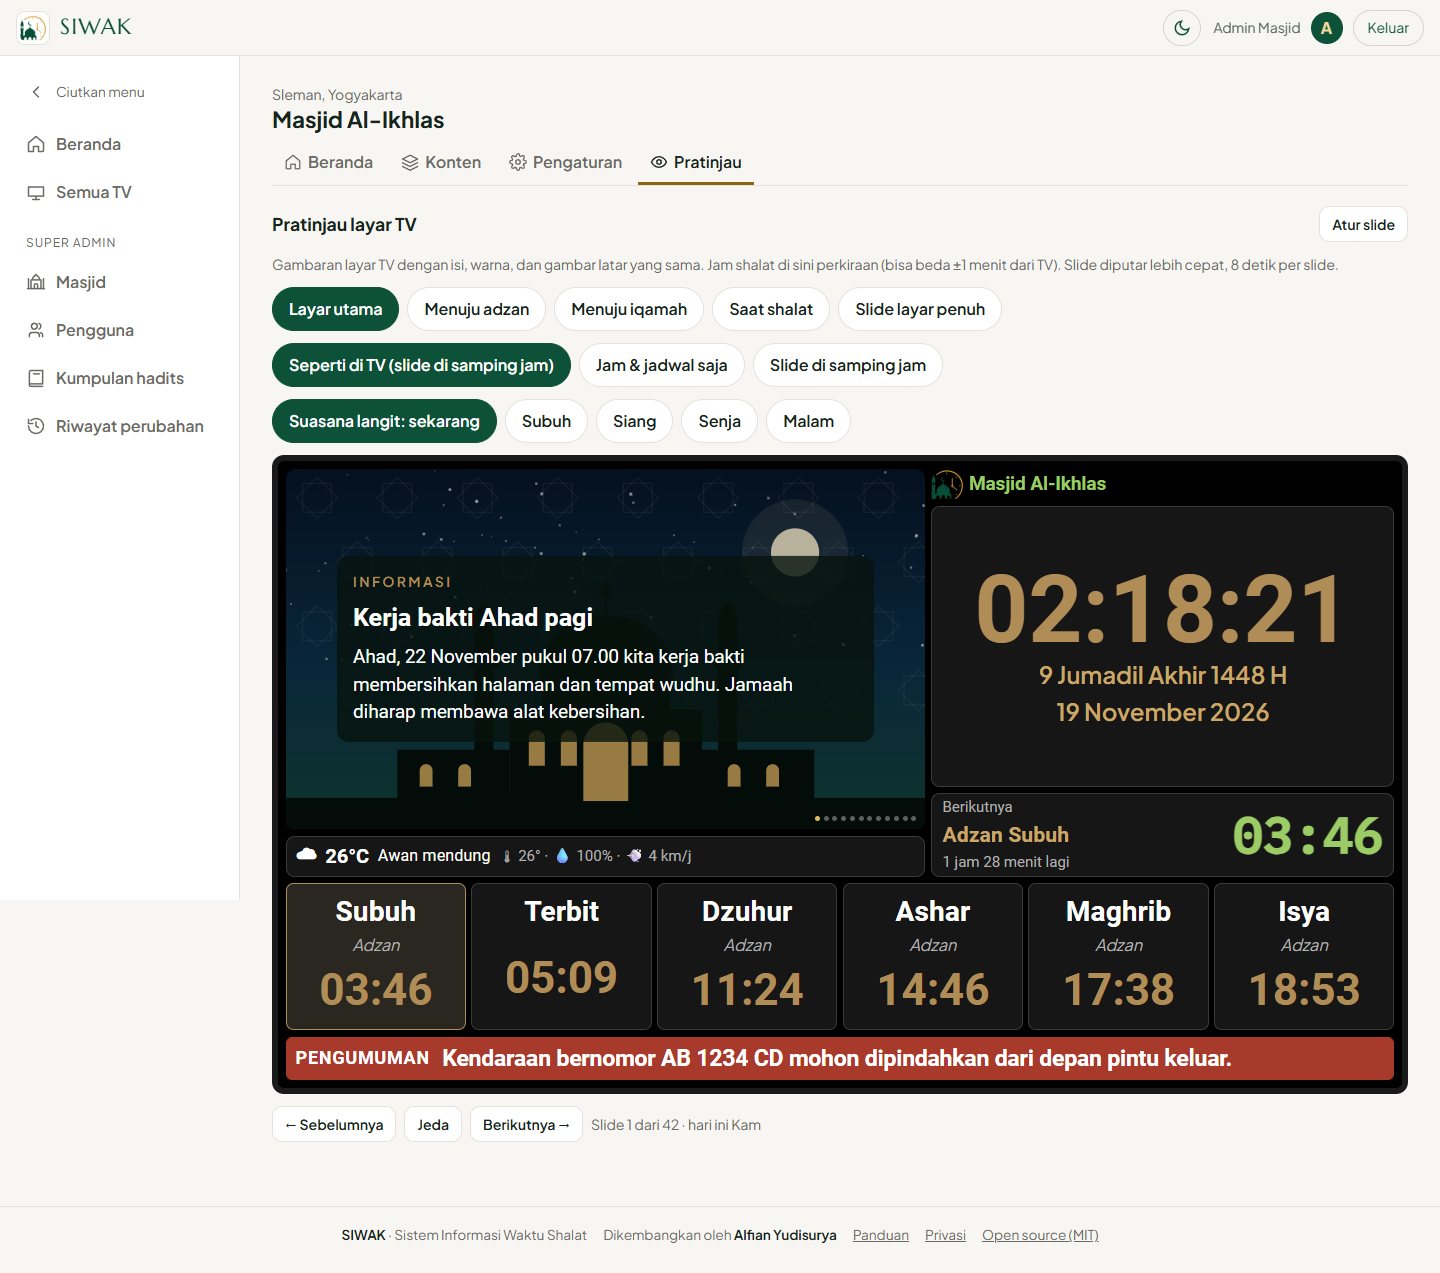 SIWAK
Admin Masjid
A
Keluar
Ciutkan menu
Beranda
Semua TV
SUPER ADMIN
Masjid
Pengguna
Kumpulan hadits
Riwayat perubahan
Sleman, Yogyakarta
Masjid Al-Ikhlas
Beranda
Konten
Pengaturan
Pratinjau
Pratinjau layar TV
Atur slide
Gambaran layar TV dengan isi, warna, dan gambar latar yang sama. Jam shalat di sini perkiraan (bisa beda ±1 menit dari TV). Slide diputar lebih cepat, 8 detik per slide.
Layar utama
Menuju adzan
Menuju iqamah
Saat shalat
Slide layar penuh
Seperti di TV (slide di samping jam)
Jam & jadwal saja
Slide di samping jam
Suasana langit: sekarang
Subuh
Siang
Senja
Malam
INFORMASI
Kerja bakti Ahad pagi
Ahad, 22 November pukul 07.00 kita kerja bakti
membersihkan halaman dan tempat wudhu. Jamaah
diharap membawa alat kebersihan.
Masjid Al-Ikhlas
02:18:21
9 Jumadil Akhir 1448 H
19 November 2026
26°C Awan mendung 26° · 100% · 4 km/j
Berikutnya
Adzan Subuh
1 jam 28 menit lagi
03:46
Subuh
Adzan
03:46
Terbit
05:09
Dzuhur
Adzan
11:24
Ashar
Adzan
14:46
Maghrib
Adzan
17:38
Isya
Adzan
18:53
PENGUMUMAN Kendaraan bernomor AB 1234 CD mohon dipindahkan dari depan pintu keluar.
← Sebelumnya
Jeda
Berikutnya →
Slide 1 dari 42 · hari ini Kam
SIWAK · Sistem Informasi Waktu Shalat Dikembangkan oleh Alfian Yudisurya Panduan Privasi Open source (MIT)